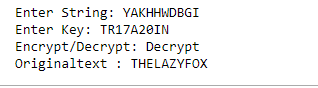 Enter String: YAKHHWDBGI
Enter Key: TR17A20IN
Encrypt/Decrypt: Decrypt
Originaltext : THELAZYFOX